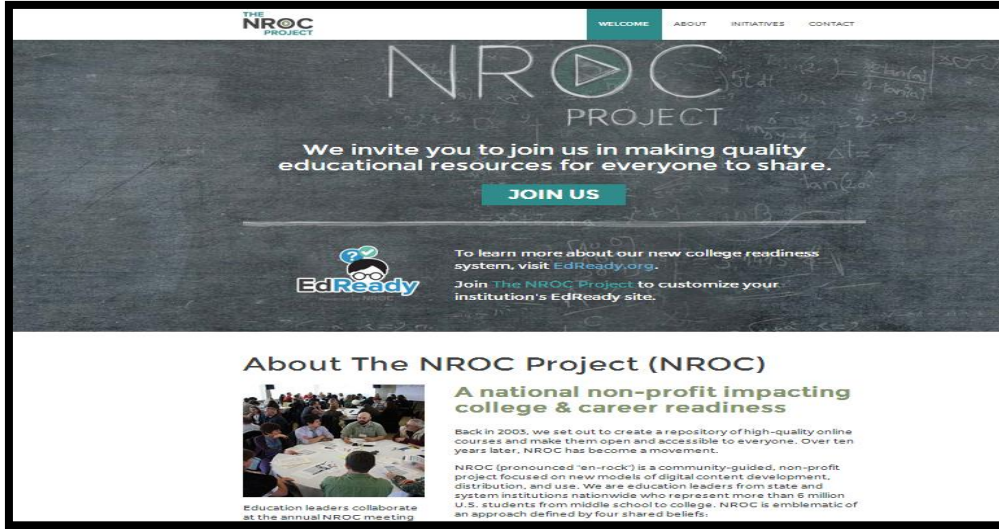 THE
NROC
PROJECT
WELCOME ABOUT INITIATIVES CONTACT
NROC
PROJECT
We invite you to join us in making quality
educational resources for everyone to share.
JOIN US
EdReady
To learn more about our new college readiness
system, visit EdReady.org.
Join The NROC Project to customize your
institution's EdReady site.
About The NROC Project (NROC)
Education leaders collaborate
at the annual NROC meeting
A national non-profit impacting
college & career readiness
Back in 2003, we set out to create a repository of high-quality online
courses and make them open and accessible to everyone. Over ten
years later, NROC has become a movement.
NROC (pronounced "en-rock") is a community-guided, non-profit
project focused on new models of digital content development,
distribution, and use. We are education leaders from state and
system institutions nationwide who represent more than 6 million
U.S. students from middle school to college. NROC is emblematic of
an approach defined by four shared beliefs: